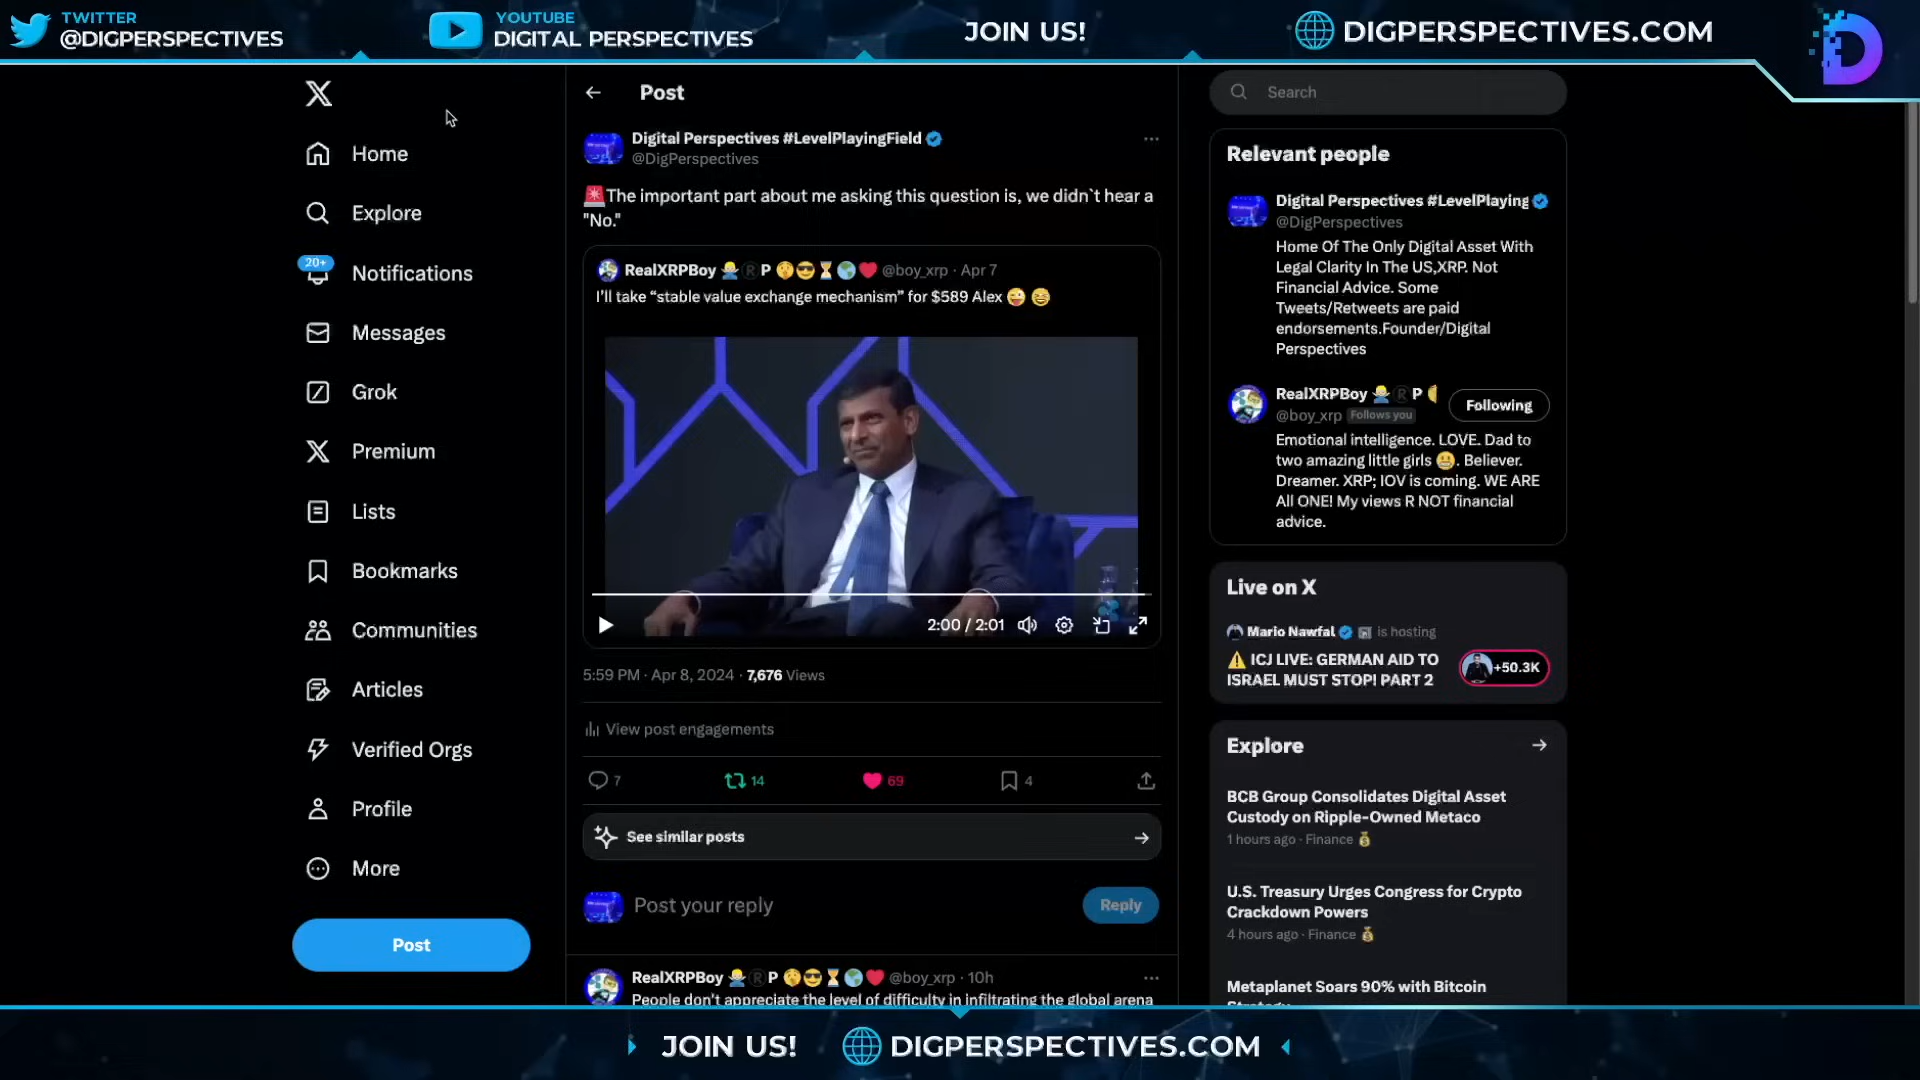 TWITTER
@DIGPERSPECTIVES
YOUTUBE
DIGITAL PERSPECTIVES
JOIN US!
DIGPERSPECTIVES.COM
Home
Explore
20+
Notifications
Messages
Grok
Premium
Lists
Bookmarks
Communities
Articles
Verified Orgs
Profile
More
Post
Post
Digital Perspectives #LevelPlayingField
@DigPerspectives
🚨The important part about me asking this question is, we didn`t hear a
"No."
RealXRPBoy 🙅‍♂️ Ⓡ P 🤫😎⌛🌎❤️ @boy_xrp · Apr 7
I'll take “stable value exchange mechanism” for $589 Alex 😜 😆
2:00 / 2:01
5:59 PM · Apr 8, 2024 · 7,676 Views
View post engagements
7
14
69
4
See similar posts
Post your reply
Reply
RealXRPBoy 🙅‍♂️ Ⓡ P 🤫😎⌛🌎❤️ @boy_xrp · 10h
People don't appreciate the level of difficulty in infiltrating the global arena
Search
Relevant people
Digital Perspectives #LevelPlaying
@DigPerspectives
Home Of The Only Digital Asset With
Legal Clarity In The US,XRP. Not
Financial Advice. Some
Tweets/Retweets are paid
endorsements.Founder/Digital
Perspectives
RealXRPBoy 🙅‍♂️ Ⓡ P
@boy_xrp Follows you
Following
Emotional intelligence. LOVE. Dad to
two amazing little girls 😬. Believer.
Dreamer. XRP; IOV is coming. WE ARE
All ONE! My views R NOT financial
advice.
Live on X
Mario Nawfal is hosting
⚠️ ICJ LIVE: GERMAN AID TO
ISRAEL MUST STOP! PART 2
+50.3K
Explore
BCB Group Consolidates Digital Asset
Custody on Ripple-Owned Metaco
1 hours ago · Finance 💰
U.S. Treasury Urges Congress for Crypto
Crackdown Powers
4 hours ago · Finance 💰
Metaplanet Soars 90% with Bitcoin
Strategy
JOIN US!
DIGPERSPECTIVES.COM